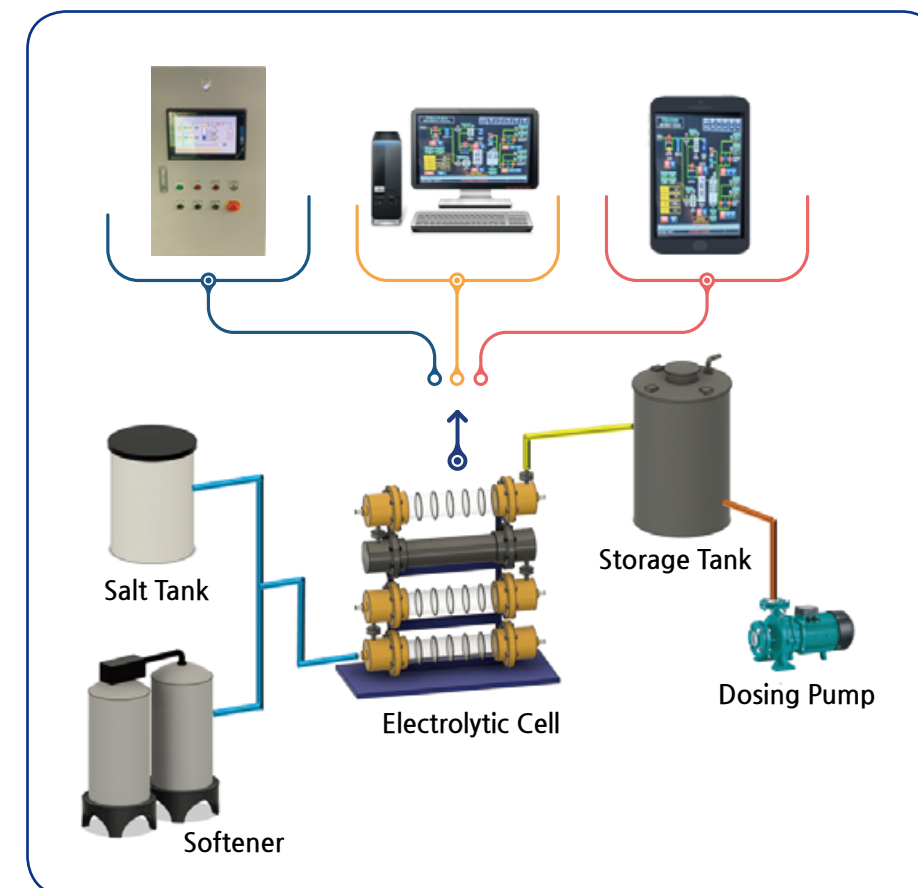 Salt Tank
Storage Tank
Electrolytic Cell
Dosing Pump
Softener